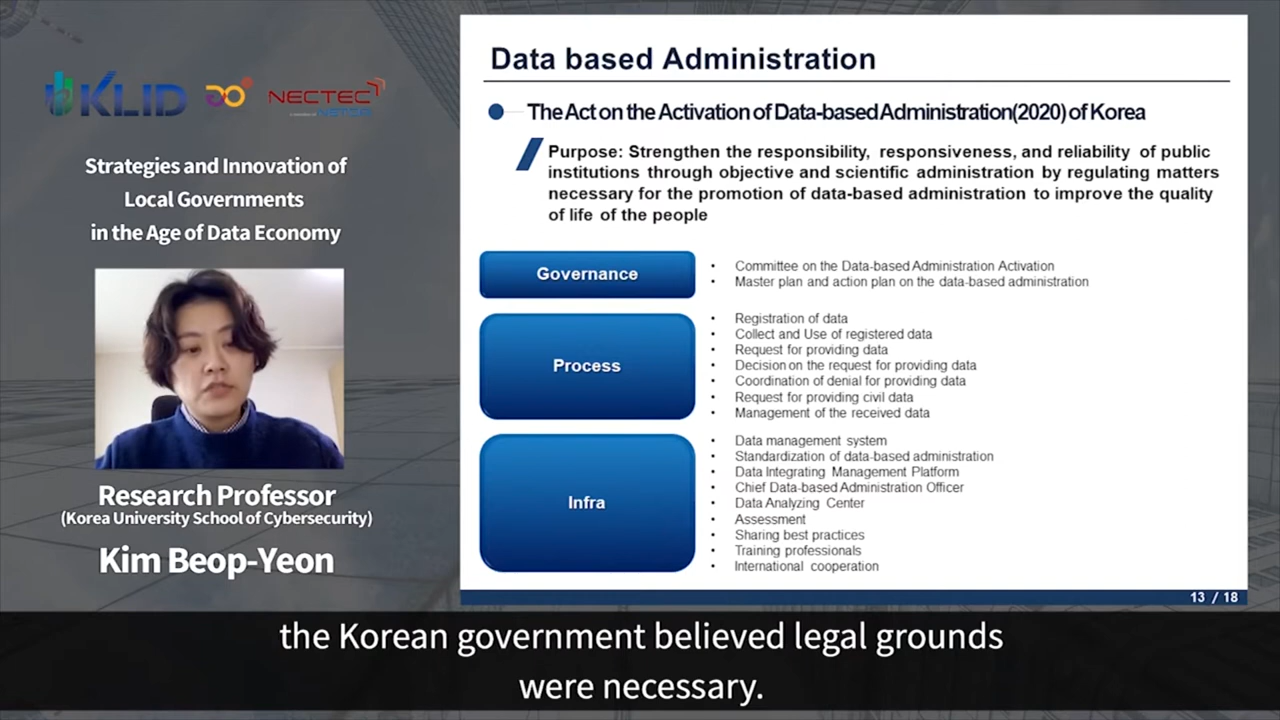 KLID
NECTEC
Strategies and Innovation of
Local Governments
in the Age of Data Economy
Research Professor
(Korea University School of Cybersecurity)
Kim Beop-Yeon
Data based Administration
The Act on the Activation of Data-based Administration(2020) of Korea
Purpose: Strengthen the responsibility, responsiveness, and reliability of public
institutions through objective and scientific administration by regulating matters
necessary for the promotion of data-based administration to improve the quality
of life of the people
Governance
• Committee on the Data-based Administration Activation
• Master plan and action plan on the data-based administration
Process
• Registration of data
• Collect and Use of registered data
• Request for providing data
• Decision on the request for providing data
• Coordination of denial for providing data
• Request for providing civil data
• Management of the received data
Infra
• Data management system
• Standardization of data-based administration
• Data Integrating Management Platform
• Chief Data-based Administration Officer
• Data Analyzing Center
• Assessment
• Sharing best practices
• Training professionals
• International cooperation
13 / 18
the Korean government believed legal grounds
were necessary.